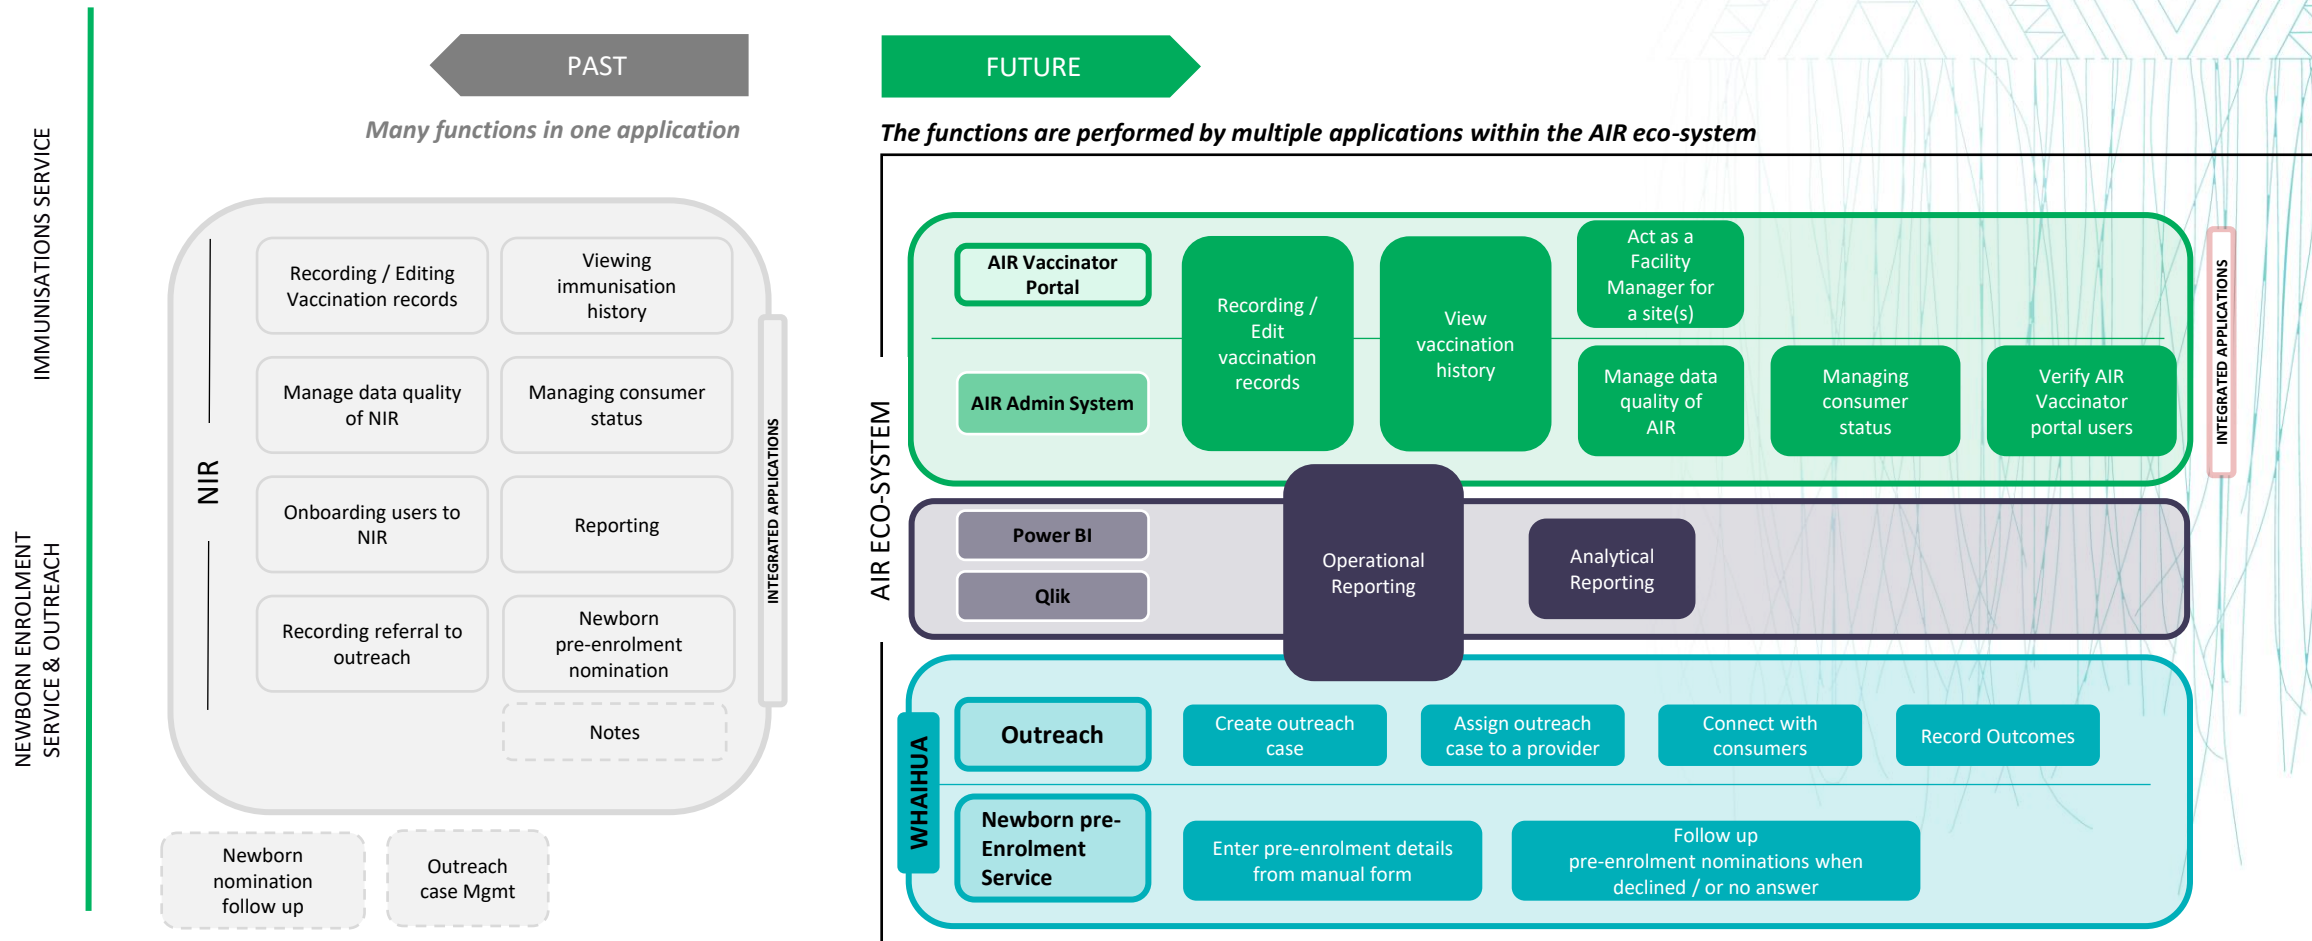 PAST
Many functions in one application
FUTURE
The functions are performed by multiple applications within the AIR eco-system
IMMUNISATIONS SERVICE
NEWBORN ENROLMENT
SERVICE & OUTREACH
NIR
Recording / Editing
Vaccination records
Viewing
immunisation
history
Manage data quality
of NIR
Managing consumer
status
Onboarding users to
NIR
Reporting
Recording referral to
outreach
Newborn
pre-enrolment
nomination
Notes
INTEGRATED APPLICATIONS
Newborn
nomination
follow up
Outreach
case Mgmt
AIR ECO-SYSTEM
AIR Vaccinator
Portal
AIR Admin System
Recording /
Edit
vaccination
records
View
vaccination
history
Act as a
Facility
Manager for
a site(s)
Manage data
quality of
AIR
Managing
consumer
status
Verify AIR
Vaccinator
portal users
INTEGRATED APPLICATIONS
Power BI
Qlik
Operational
Reporting
Analytical
Reporting
WHAIHUA
Outreach
Create outreach
case
Assign outreach
case to a provider
Connect with
consumers
Record Outcomes
Newborn pre-
Enrolment
Service
Enter pre-enrolment details
from manual form
Follow up
pre-enrolment nominations when
declined / or no answer